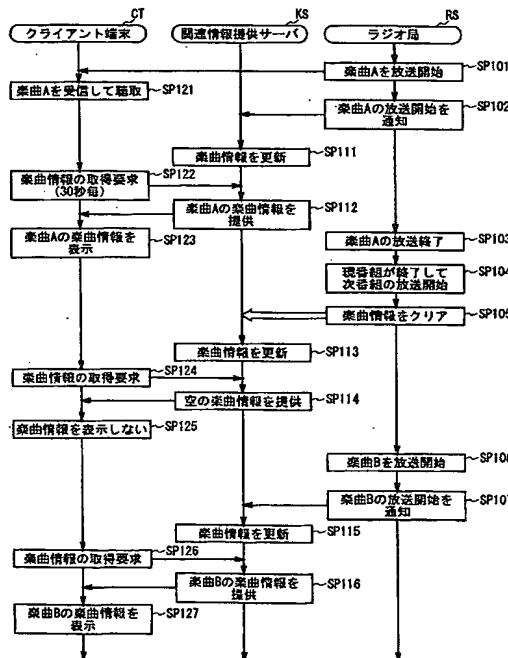 CT
KS
RS
クライアント端末
関連情報提供サーバ
ラジオ局
楽曲Aを放送開始
SP101
楽曲Aを受信して聴取
SP121
楽曲Aの放送開始を
通知
SP102
楽曲情報を更新
SP111
楽曲情報の取得要求
(30秒毎)
SP122
楽曲Aの楽曲情報を
提供
SP112
楽曲Aの楽曲情報を
表示
SP123
楽曲Aの放送終了
SP103
現番組が終了して
次番組の放送開始
SP104
楽曲情報をクリア
SP105
楽曲情報を更新
SP113
楽曲情報の取得要求
SP124
空の楽曲情報を提供
SP114
楽曲情報を表示しない
SP125
楽曲Bを放送開始
SP106
楽曲Bの放送開始を
通知
SP107
楽曲情報を更新
SP115
楽曲情報の取得要求
SP126
楽曲Bの楽曲情報を
提供
SP116
楽曲Bの楽曲情報を
表示
SP127